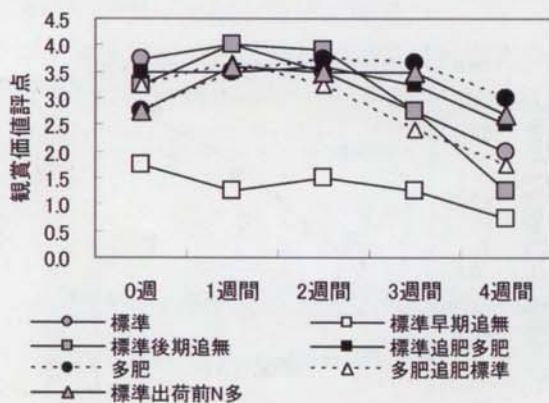 観賞価値評点
4.5
4.0
3.5
3.0
2.5
2.0
1.5
1.0
0.5
0.0
0週 1週間 2週間 3週間 4週間
標準 標準早期追無
標準後期追無 標準追肥多肥
多肥 多肥追肥標準
標準出荷前N多